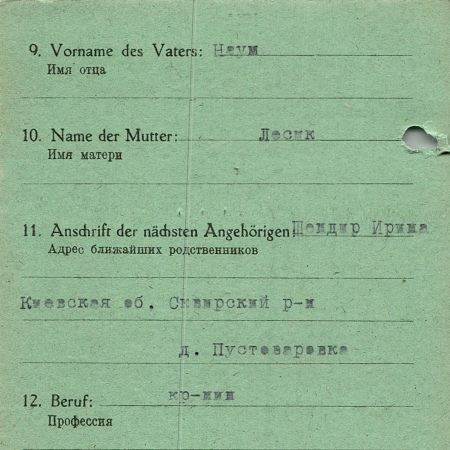 9. Vorname des Vaters: Наум
Имя отца
10. Name der Mutter: Лесик
Имя матери
11. Anschrift der nächsten Angehörigen: Шендир Ирина
Адрес ближайших родственников
Киевская об. Сквирский р-н
д. Пустеваревка
12. Beruf: кр-нин
Профессия